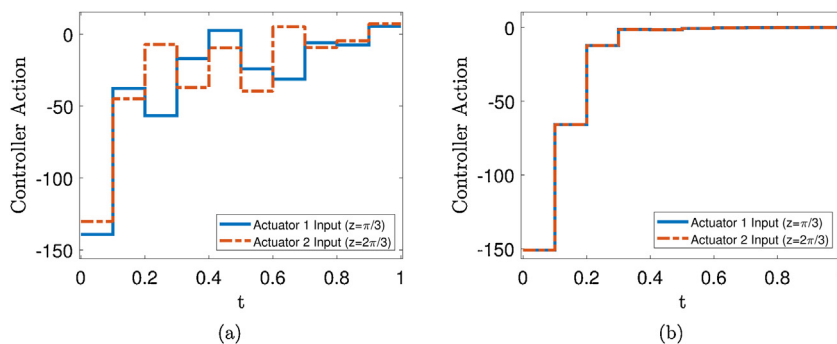 0
-50
-100
-150
Controller Action
Actuator 1 Input (z=π/3)
Actuator 2 Input (z=2π/3)
0 0.2 0.4 0.6 0.8 1
t
(a)
0
-50
-100
-150
Controller Action
Actuator 1 Input (z=π/3)
Actuator 2 Input (z=2π/3)
0 0.2 0.4 0.6 0.8
t
(b)